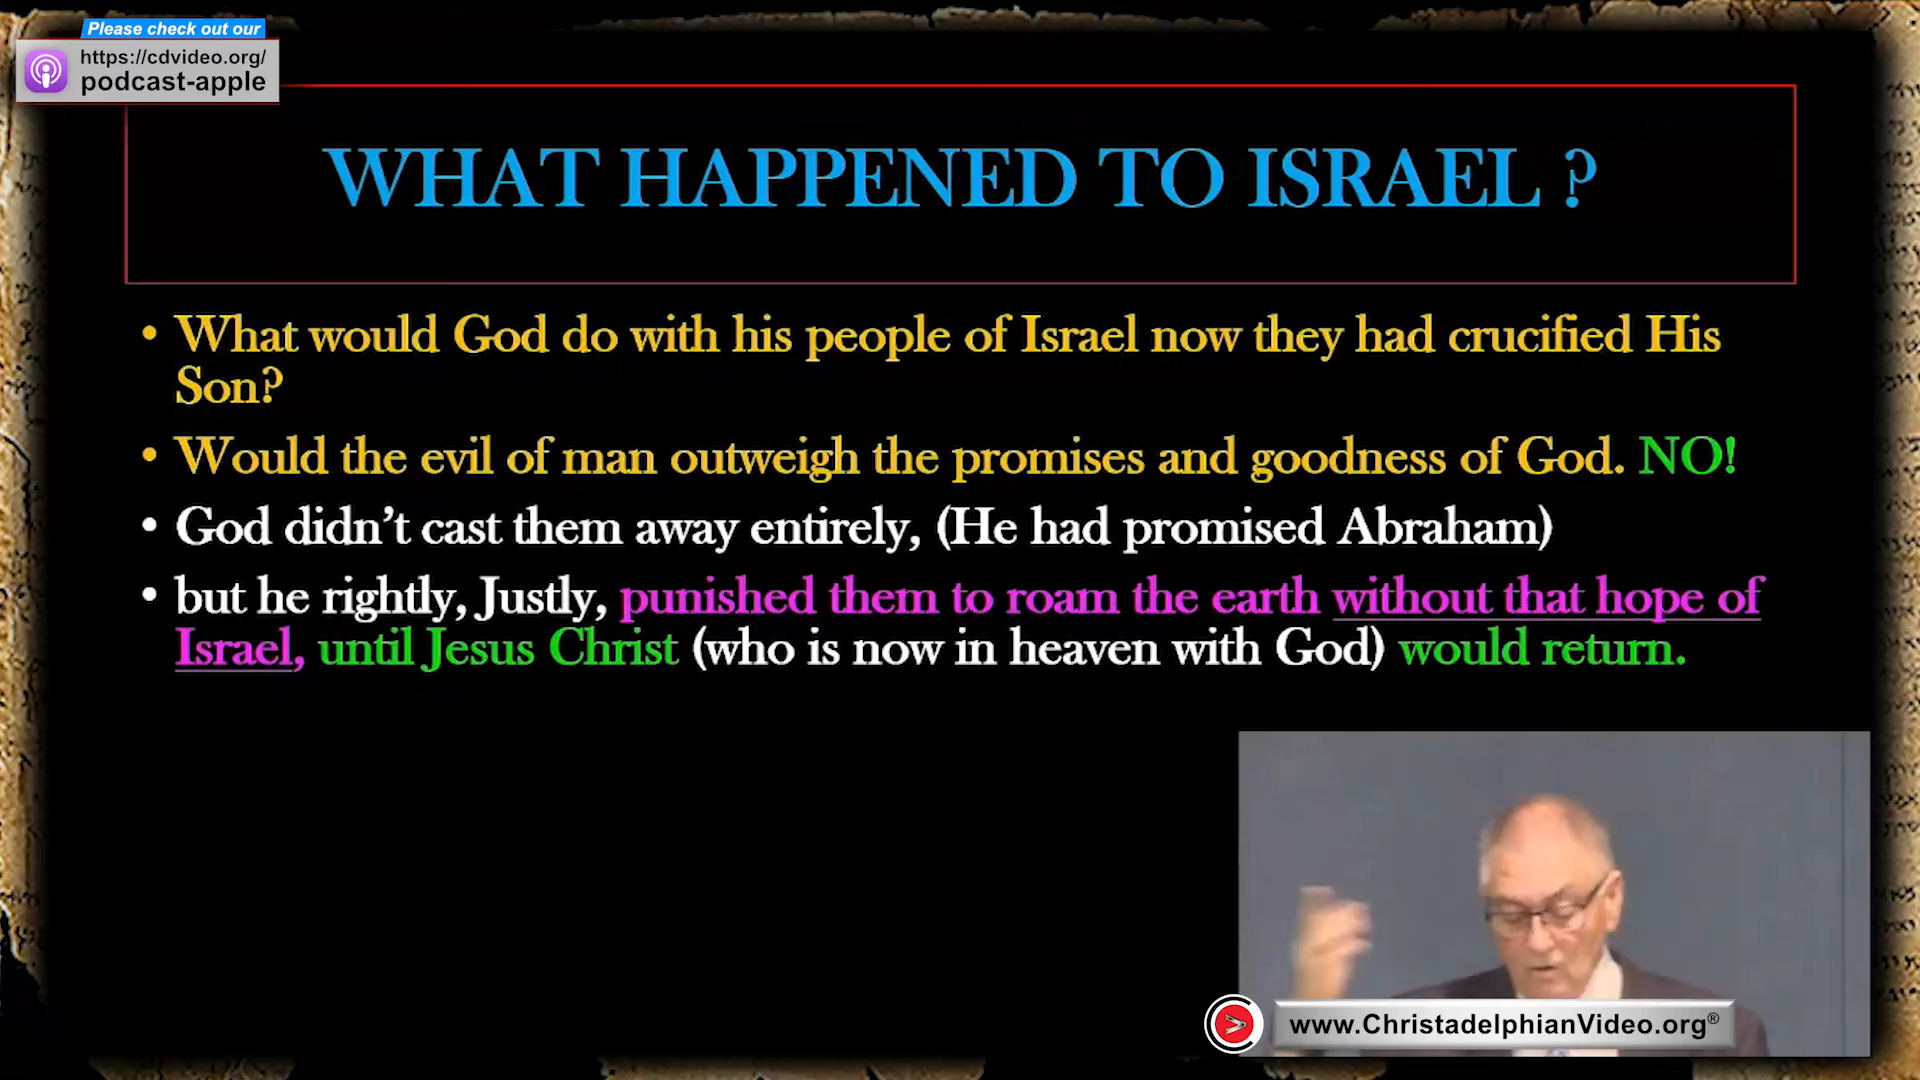 Please check out our
https://cdvideo.org/
podcast-apple
WHAT HAPPENED TO ISRAEL ?
• What would God do with his people of Israel now they had crucified His
Son?
• Would the evil of man outweigh the promises and goodness of God. NO!
• God didn’t cast them away entirely, (He had promised Abraham)
• but he rightly, Justly, punished them to roam the earth without that hope of
Israel, until Jesus Christ (who is now in heaven with God) would return.
www.ChristadelphianVideo.org®